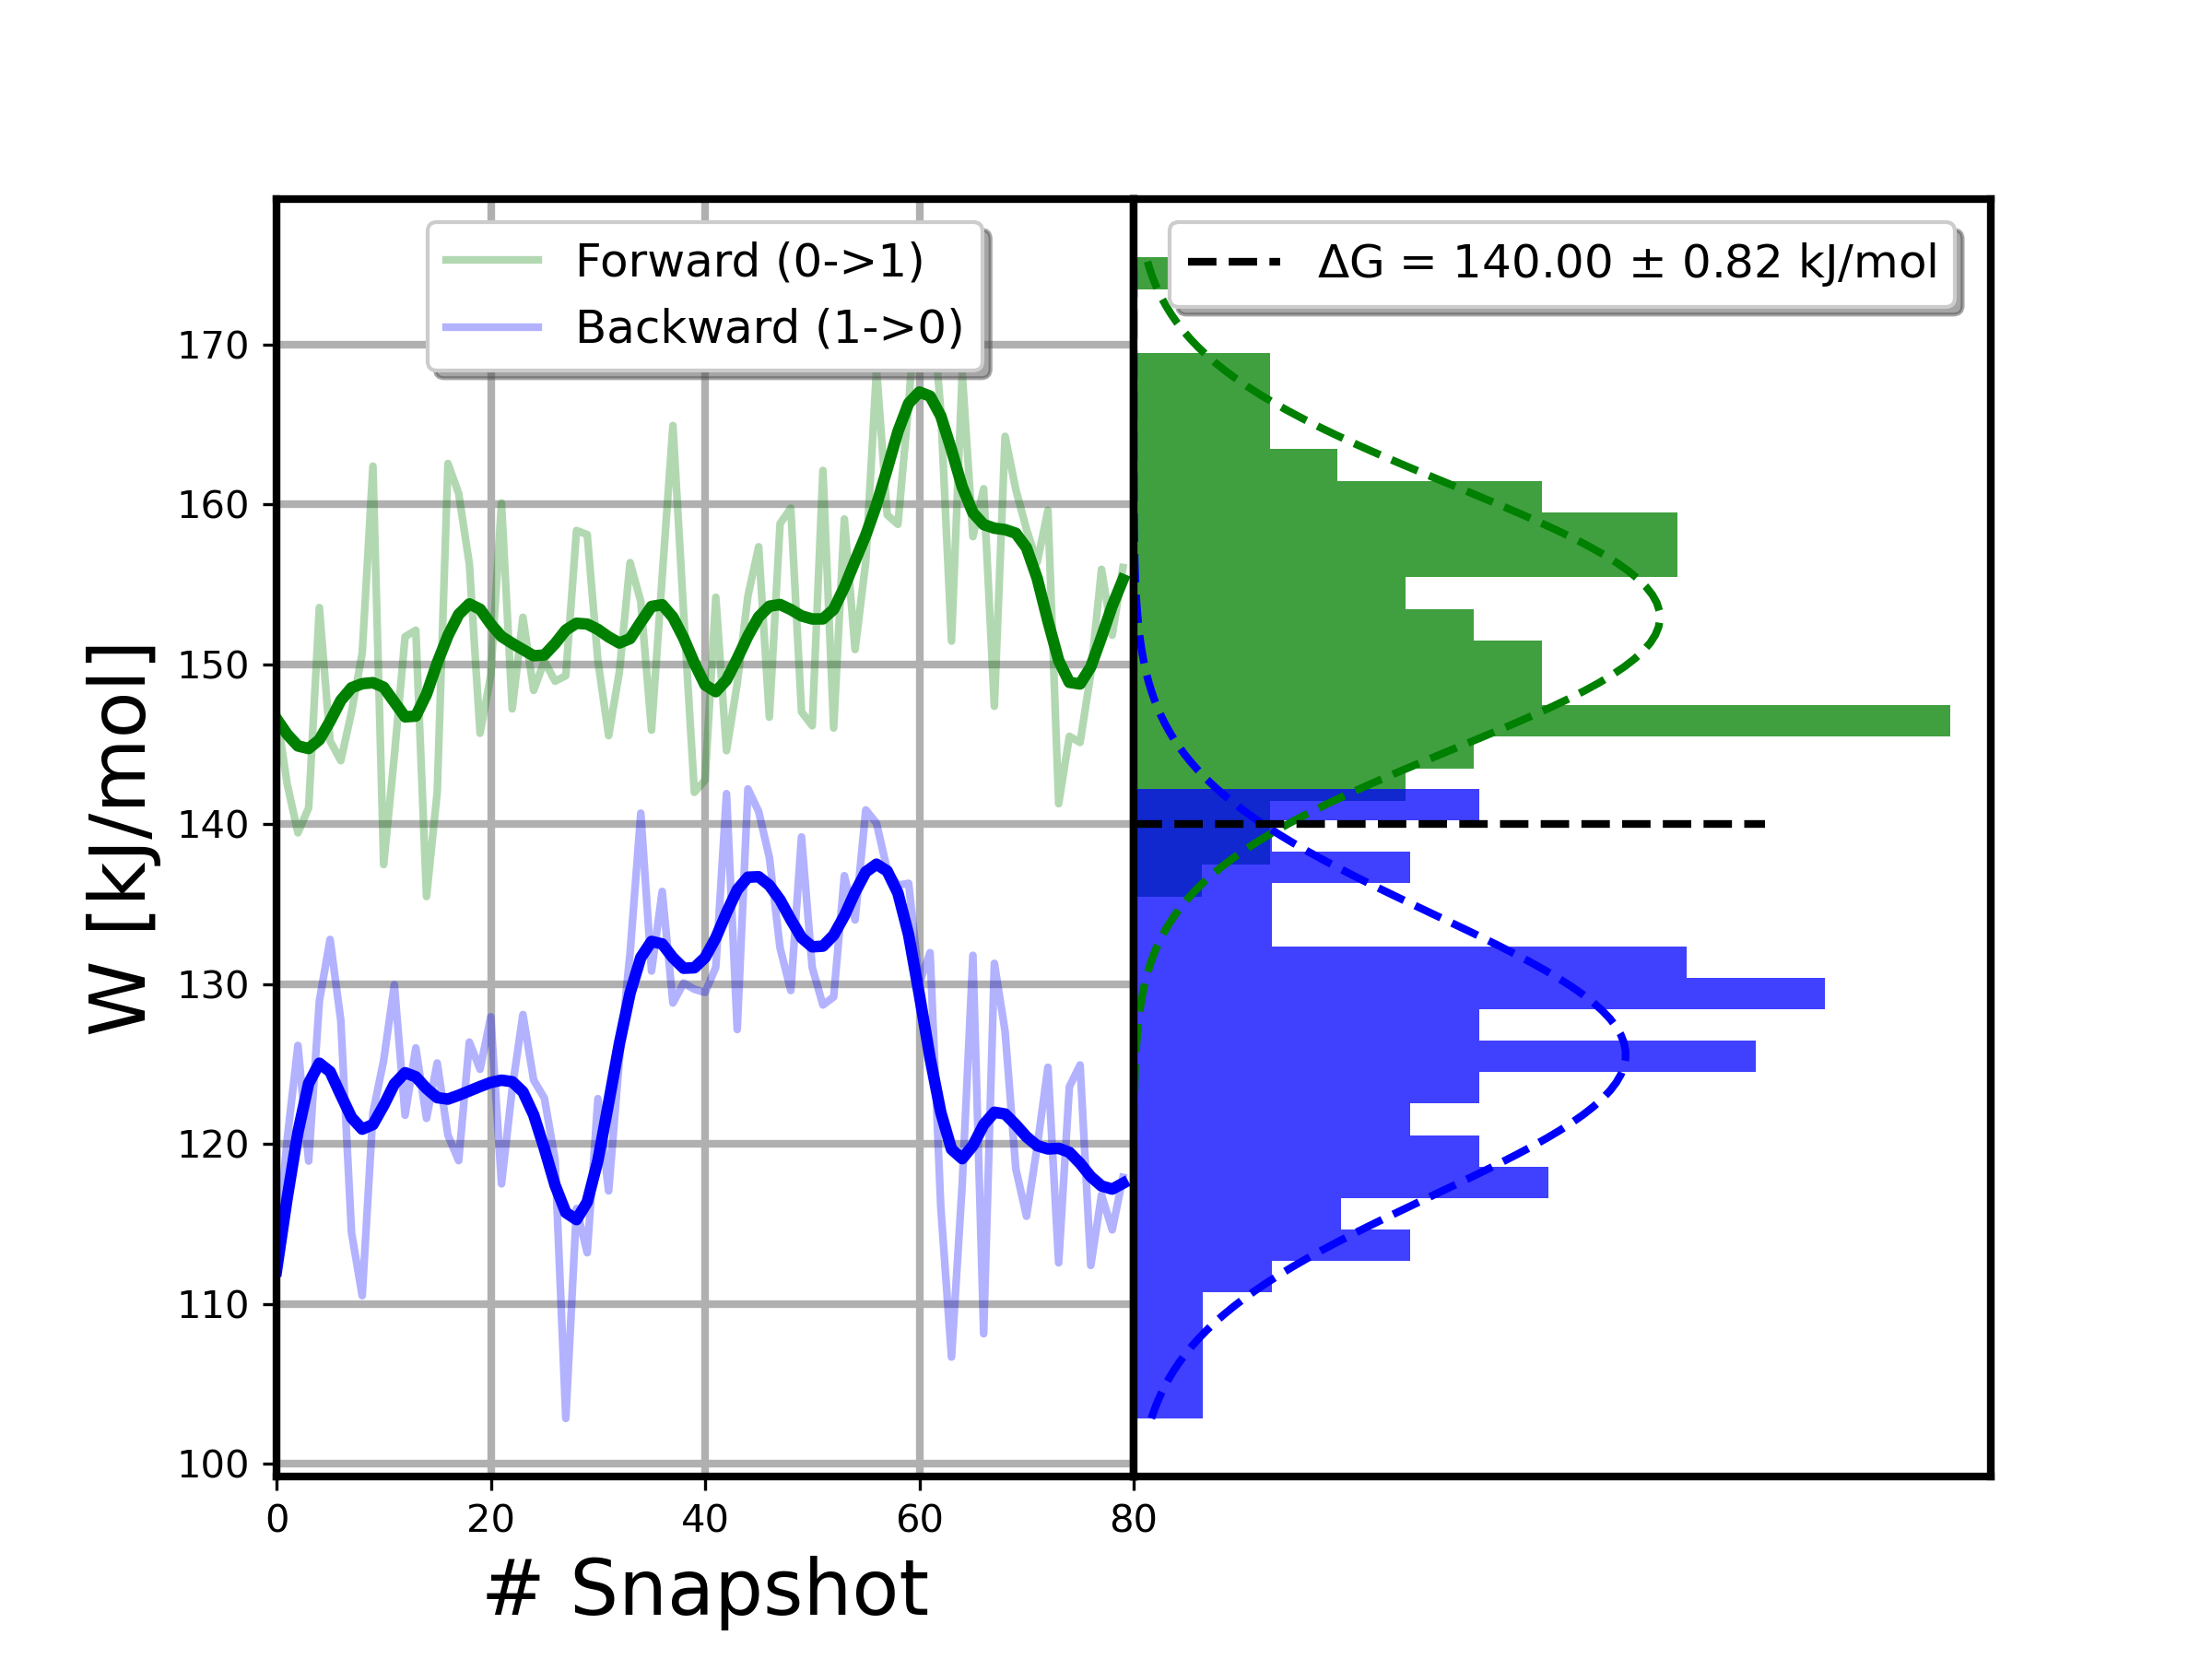 Forward (0->1)
Backward (1->0)
ΔG = 140.00 ± 0.82 kJ/mol
W [kJ/mol]
170
160
150
140
130
120
110
100
0 20 40 60 80
# Snapshot